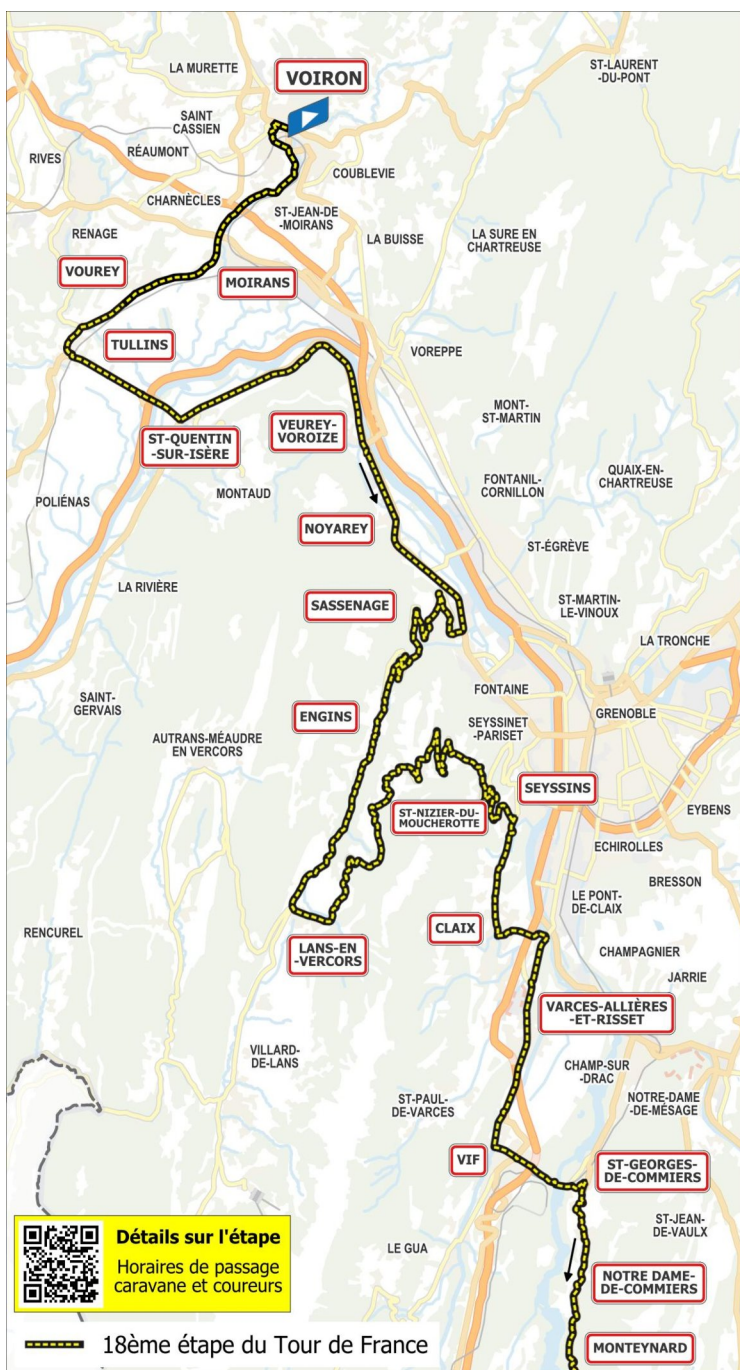 LA MURETTE
VOIRON
ST-LAURENT
-DU-PONT
SAINT
CASSIEN
RÉAUMONT
RIVES
COUBLEVIE
CHARNÈCLES
ST-JEAN-DE
-MOIRANS
RENAGE
LA BUISSE
LA SURE EN
CHARTREUSE
VOUREY
MOIRANS
TULLINS
VOREPPE
MONT-
ST-MARTIN
ST-QUENTIN
-SUR-ISÈRE
VEUREY-
VOROIZE
MONTAUD
POLIÉNAS
FONTANIL-
CORNILLON
QUAIX-EN-
CHARTREUSE
NOYAREY
ST-ÉGRÈVE
LA RIVIÈRE
SASSENAGE
ST-MARTIN-
LE-VINOUX
LA TRONCHE
SAINT-
GERVAIS
FONTAINE
ENGINS
GRENOBLE
AUTRANS-MÉAUDRE
EN VERCORS
SEYSSINET
-PARISET
SEYSSINS
ST-NIZIER-DU-
MOUCHEROTTE
EYBENS
ECHIROLLES
BRESSON
LE PONT-
DE-CLAIX
RENCUREL
LANS-EN
-VERCORS
CLAIX
CHAMPAGNIER
JARRIE
VARCES-ALLIÈRES
-ET-RISSET
VILLARD-
DE-LANS
CHAMP-SUR
-DRAC
ST-PAUL-
DE-VARCES
NOTRE-DAME
-DE-MÉSAGE
VIF
ST-GEORGES-
DE-COMMIERS
ST-JEAN-
DE-VAULX
LE GUA
NOTRE DAME-
DE-COMMIERS
MONTEYNARD
Détails sur l'étape
Horaires de passage
caravane et coureurs
18ème étape du Tour de France